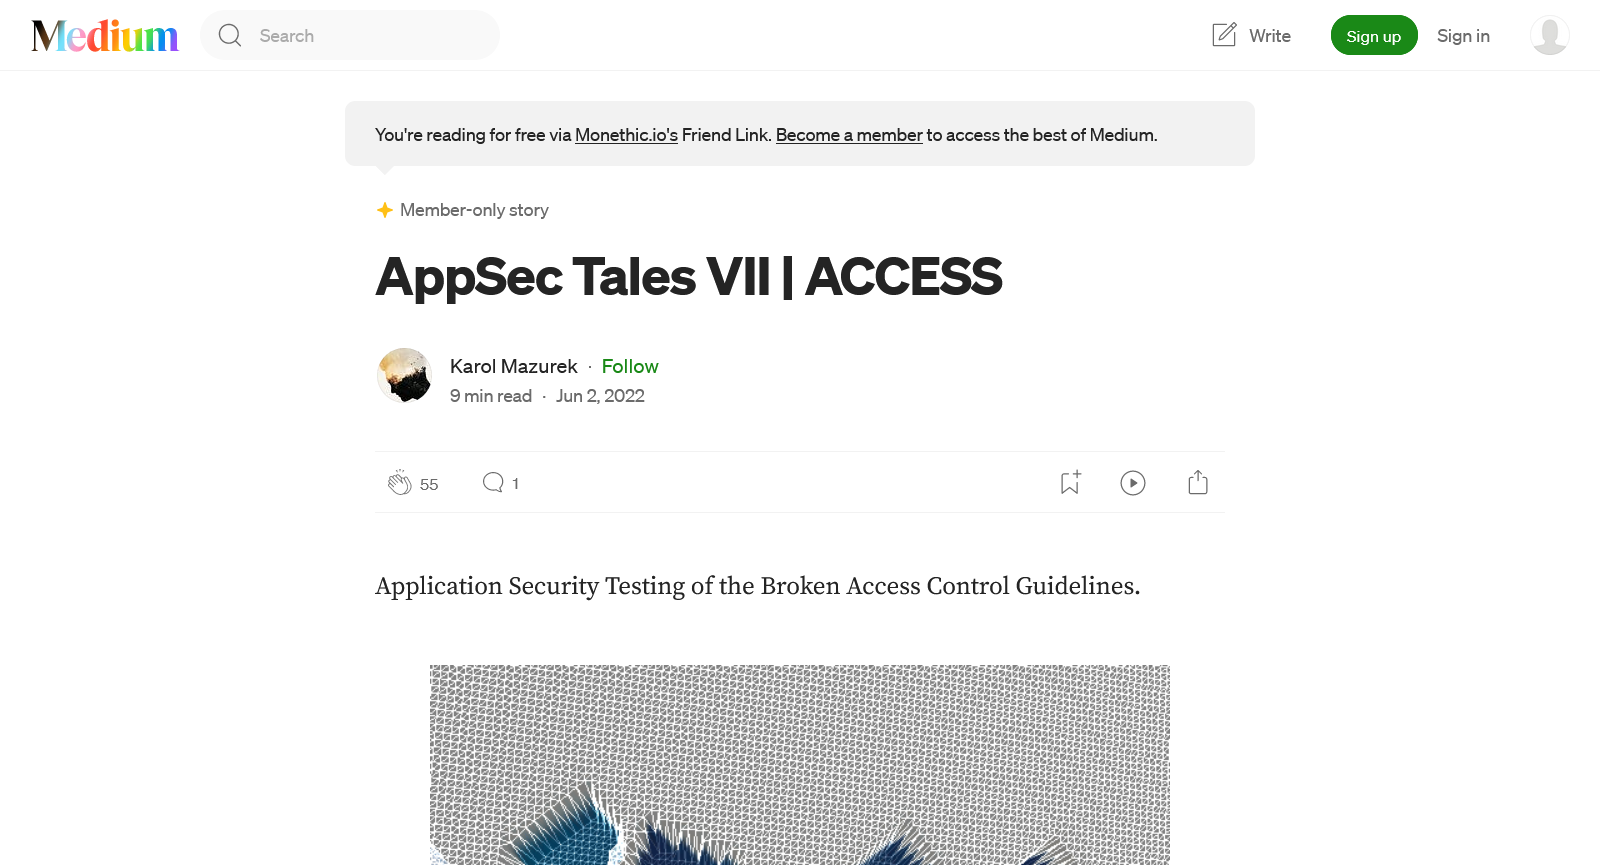 Medium
Search
Write
Sign up
Sign in
You're reading for free via Monethic.io's Friend Link. Become a member to access the best of Medium.
Member-only story
AppSec Tales VII | ACCESS
Karol Mazurek · Follow
9 min read · Jun 2, 2022
55
1
Application Security Testing of the Broken Access Control Guidelines.